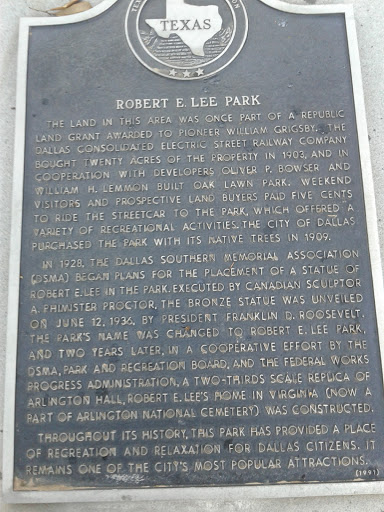 TEXAS
ROBERT E. LEE PARK
THE LAND IN THIS AREA WAS ONCE PART OF A REPUBLIC
LAND GRANT AWARDED TO PIONEER WILLIAM GRIGSBY. THE
DALLAS CONSOLIDATED ELECTRIC STREET RAILWAY COMPANY
BOUGHT TWENTY ACRES OF THE PROPERTY IN 1903, AND IN
COOPERATION WITH DEVELOPERS OLIVER P. BOWSER AND
WILLIAM H. LEMMON BUILT OAK LAWN PARK. WEEKEND
VISITORS AND PROSPECTIVE LAND BUYERS PAID FIVE CENTS
TO RIDE THE STREETCAR TO THE PARK, WHICH OFFERED A
VARIETY OF RECREATIONAL ACTIVITIES. THE CITY OF DALLAS
PURCHASED THE PARK WITH ITS NATIVE TREES IN 1909.
IN 1928, THE DALLAS SOUTHERN MEMORIAL ASSOCIATION
(DSMA) BEGAN PLANS FOR THE PLACEMENT OF A STATUE OF
ROBERT E. LEE IN THE PARK. EXECUTED BY CANADIAN SCULPTOR
A. PHIMISTER PROCTOR, THE BRONZE STATUE WAS UNVEILED
ON JUNE 12, 1936, BY PRESIDENT FRANKLIN D. ROOSEVELT.
THE PARK'S NAME WAS CHANGED TO ROBERT E. LEE PARK,
AND TWO YEARS LATER, IN A COOPERATIVE EFFORT BY THE
DSMA, PARK AND RECREATION BOARD, AND THE FEDERAL WORKS
PROGRESS ADMINISTRATION, A TWO-THIRDS SCALE REPLICA OF
ARLINGTON HALL, ROBERT E. LEE'S HOME IN VIRGINIA (NOW A
PART OF ARLINGTON NATIONAL CEMETERY) WAS CONSTRUCTED.
THROUGHOUT ITS HISTORY, THIS PARK HAS PROVIDED A PLACE
OF RECREATION AND RELAXATION FOR DALLAS CITIZENS. IT
REMAINS ONE OF THE CITY'S MOST POPULAR ATTRACTIONS.
(1991)